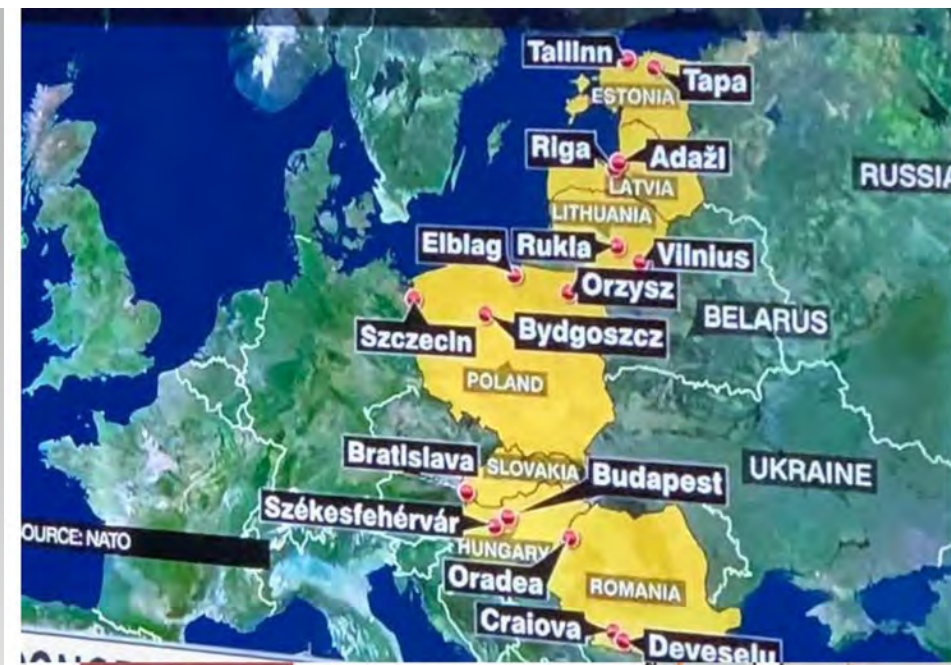 Tallinn
Tapa
ESTONIA
Riga
Adaži
LATVIA
RUSSIA
LITHUANIA
Elblag
Rukla
Vilnius
Orzysz
BELARUS
Szczecin
Bydgoszcz
POLAND
Bratislava
SLOVAKIA
Budapest
UKRAINE
Székesfehérvár
OURCE: NATO
HUNGARY
Oradea
ROMANIA
Craiova
Deveselu